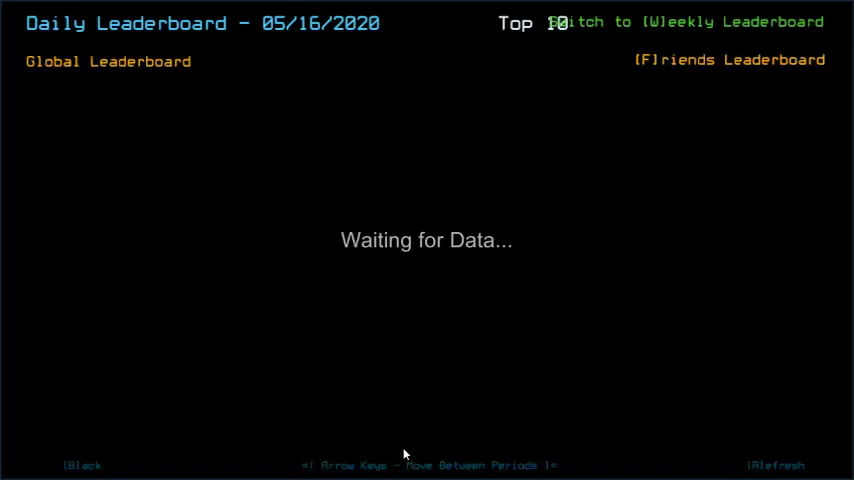 Daily Leaderboard - 05/16/2020 Top 10 Switch to [W]eekly Leaderboard
Global Leaderboard [F]riends Leaderboard
Waiting for Data...
[B]ack =[ Arrow Keys - Move Between Periods ]= [R]efresh